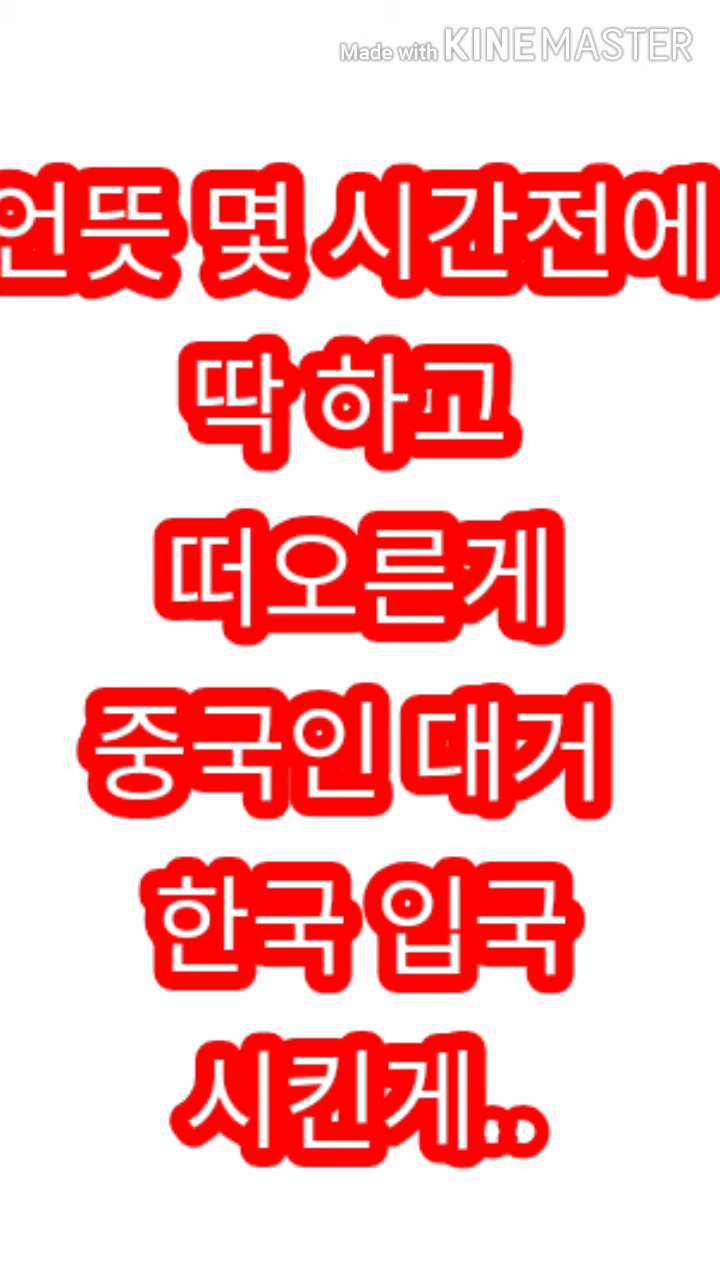 Made with KINEMASTER
언뜻 몇 시간전에
딱 하고
떠오른게
중국인 대거
한국 입국
시킨게..